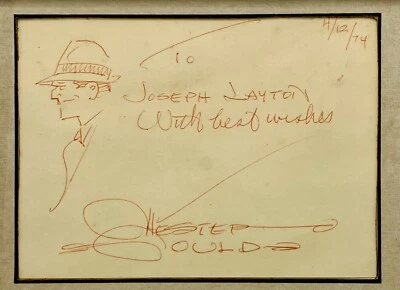 4/12/74
To
JOSEPH LAYTON
With best wishes
CHESTER
GOULD